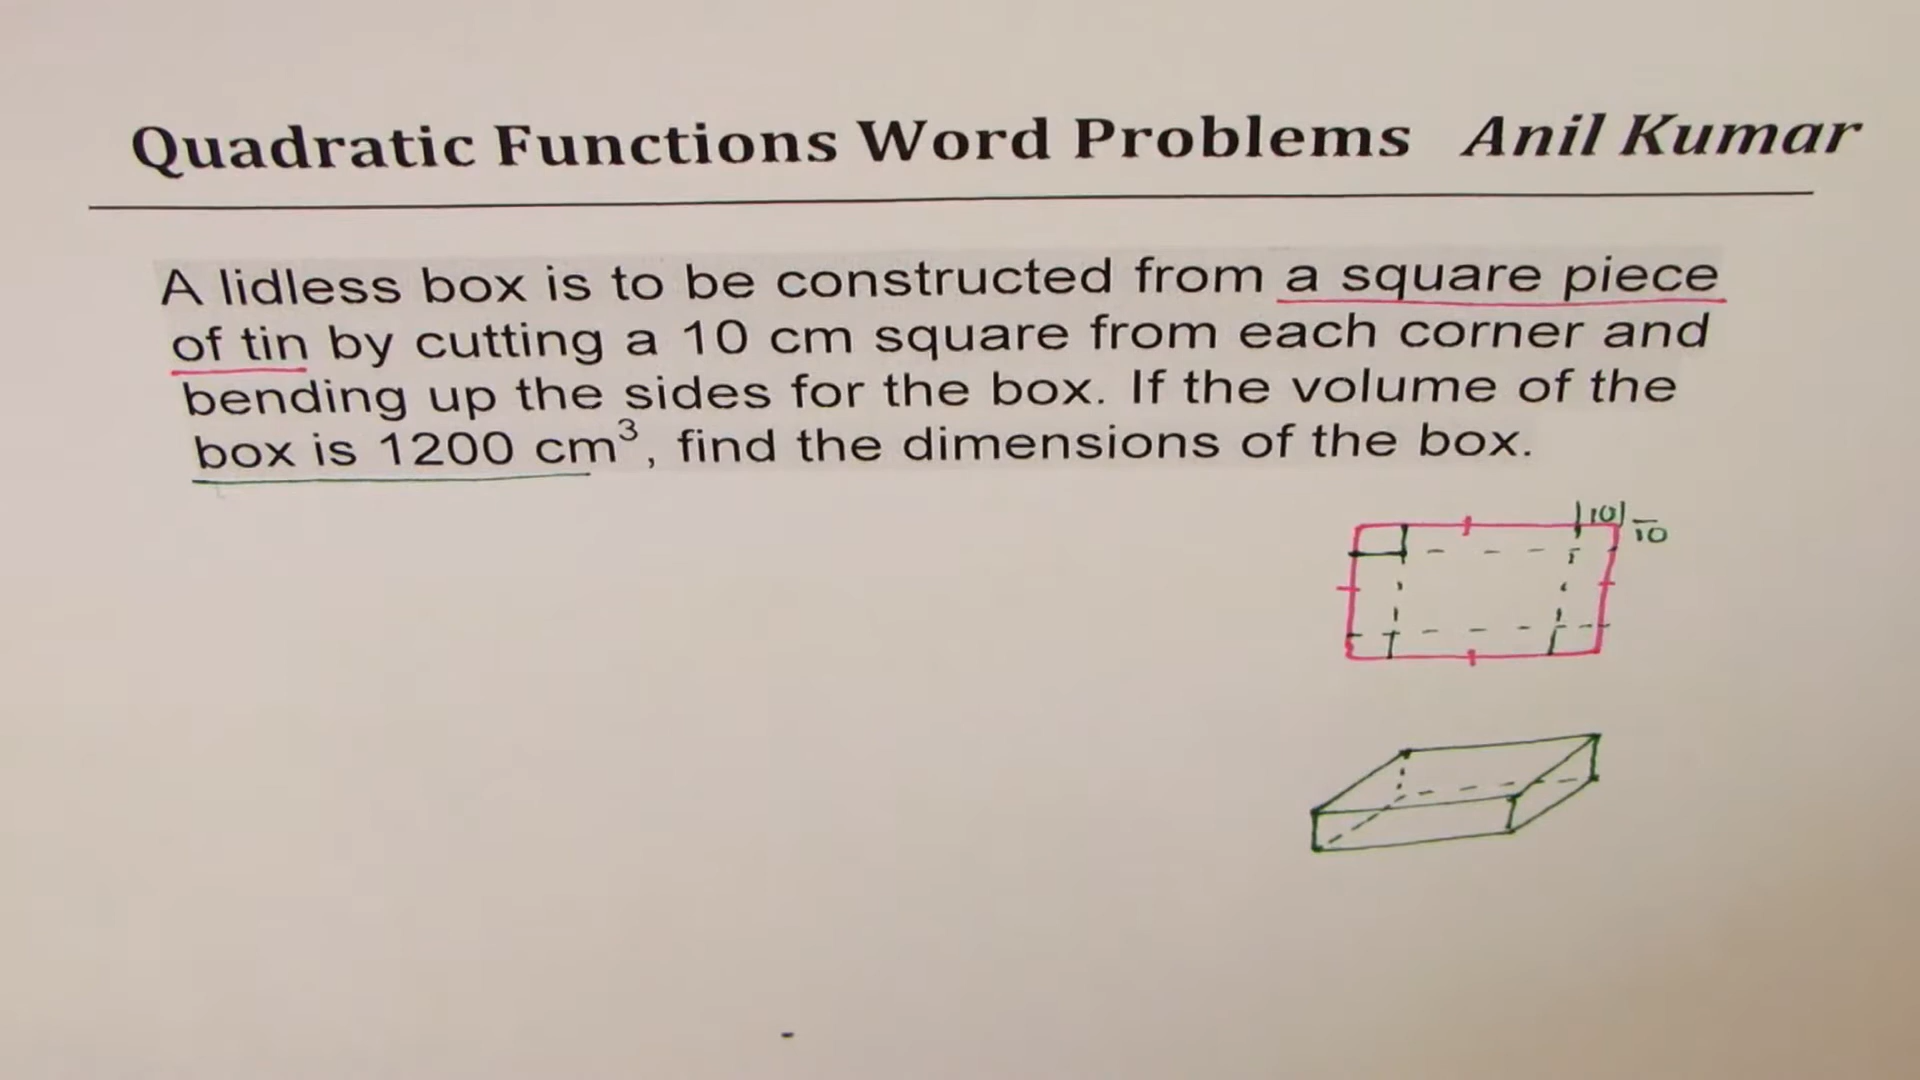 Quadratic Functions Word Problems Anil Kumar
A lidless box is to be constructed from a square piece
of tin by cutting a 10 cm square from each corner and
bending up the sides for the box. If the volume of the
box is 1200 cm³, find the dimensions of the box.
10
10